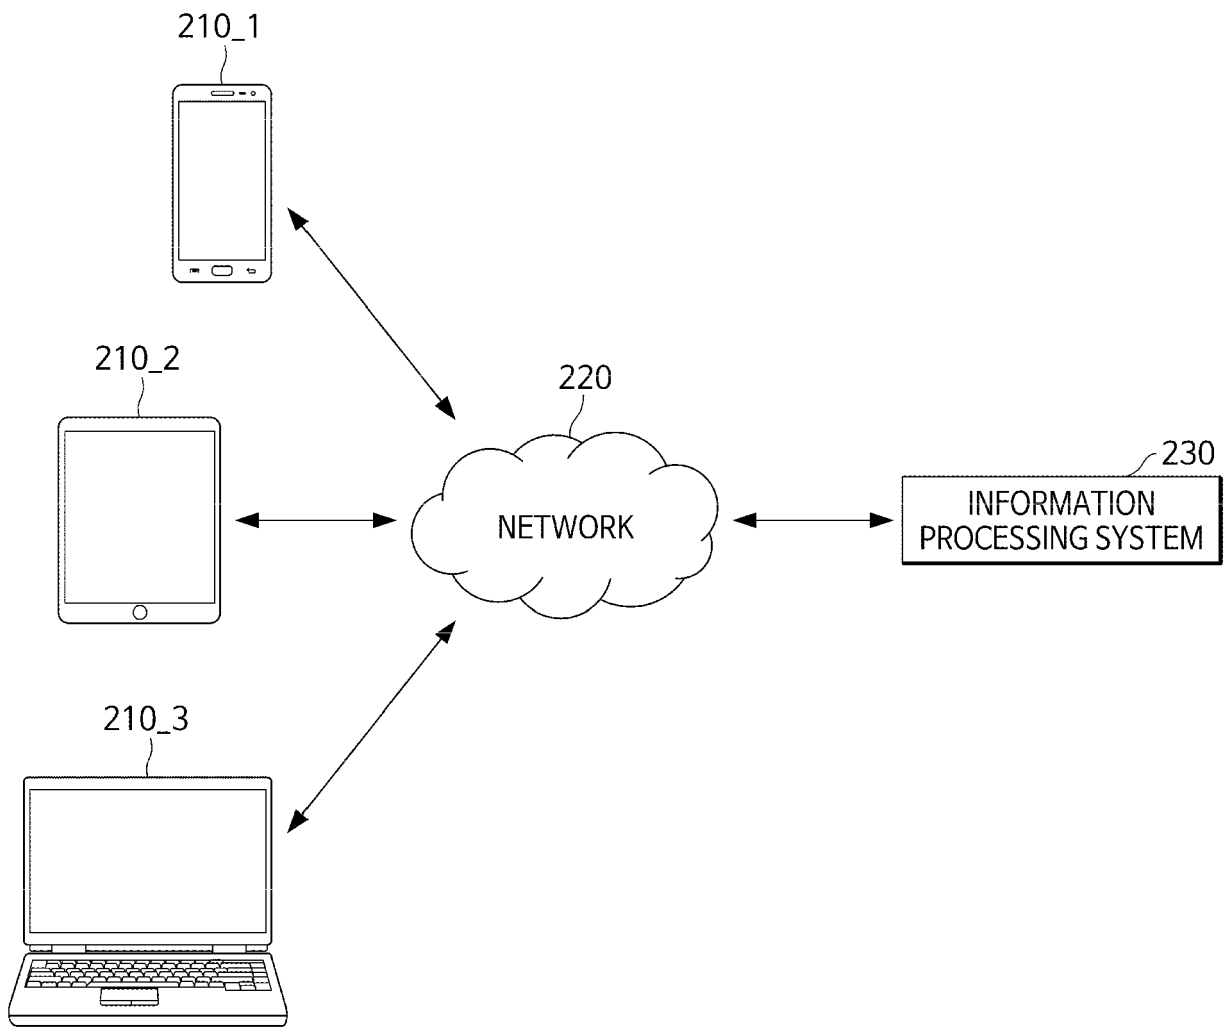 210_1
210_2
220
230
INFORMATION
PROCESSING SYSTEM
NETWORK
210_3